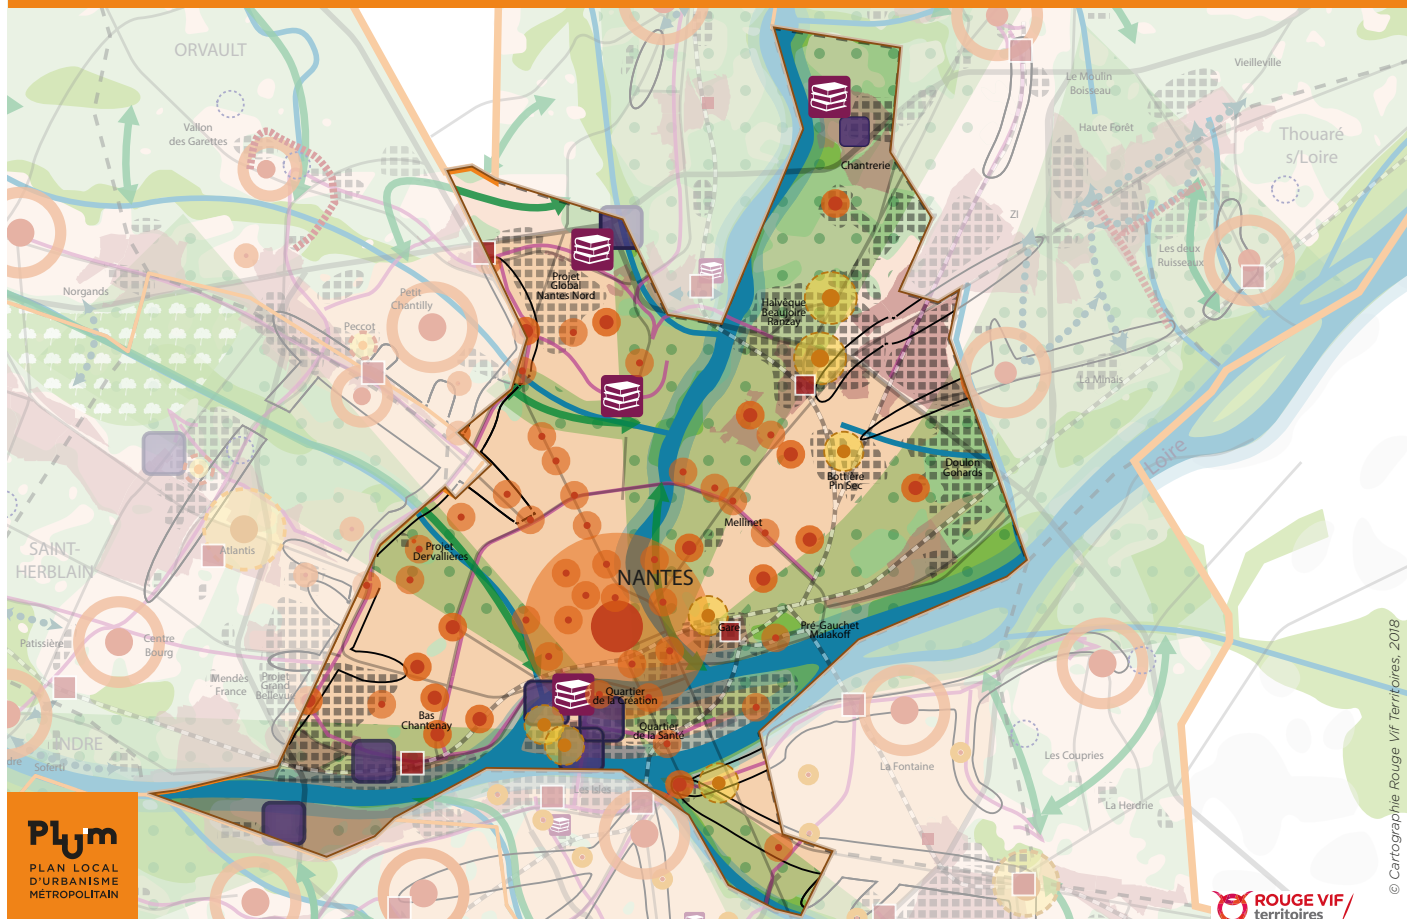 ORVAULT
Vallon
des Garettes
Norgands
Petit
Chantilly
Peccot
Projet
Global
Nantes Nord
Chantrerie
Halvêque
Beaujoire
Ranzay
Le Moulin
Boisseau
Vieilleville
Haute Forêt
Thouaré
s/Loire
ZI
Les deux
Ruisseaux
La Minais
Loire
Bottière
Pin Sec
Doulon
Gohards
Mellinet
Projet
Dervallières
NANTES
Gare
Pré-Gauchet
Malakoff
SAINT-
HERBLAIN
Atlantis
Patissière
Centre
Bourg
Mendès
France
Projet
Grand
Bellevue
Bas
Chantenay
Quartier
de la Création
Quartier
de la Santé
INDRE
Les Isles
La Fontaine
Les Coupries
La Herdrie
PLUm
PLAN LOCAL
D'URBANISME
MÉTROPOLITAIN
© Cartographie Rouge Vif Territoires, 2018
ROUGE VIF/
territoires